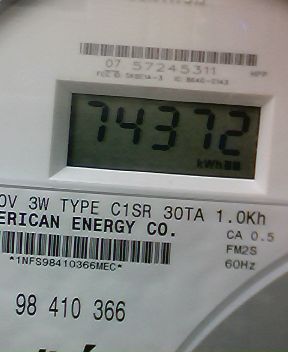 07 57245311
74372
kWh
0V 3W TYPE C1SR 30TA 1.0Kh
ERICAN ENERGY CO.
CA 0.5
FM2S
*1NFS98410366MEC*
60Hz
98 410 366